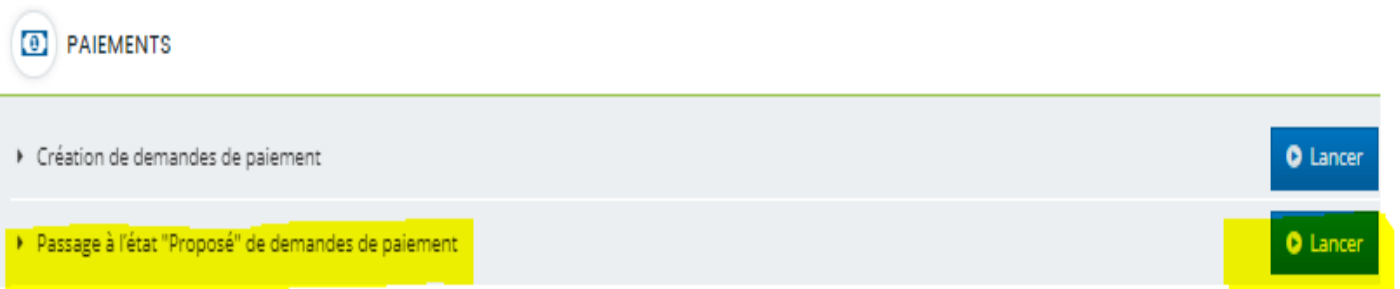 PAIEMENTS
Création de demandes de paiement
Lancer
Passage à l'état "Proposé" de demandes de paiement
Lancer